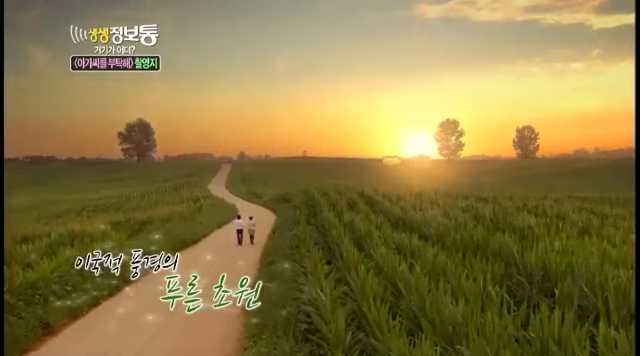 생생정보통
거기가 어디?
<아가씨를 부탁해> 촬영지
이국적 풍경의
푸른 초원